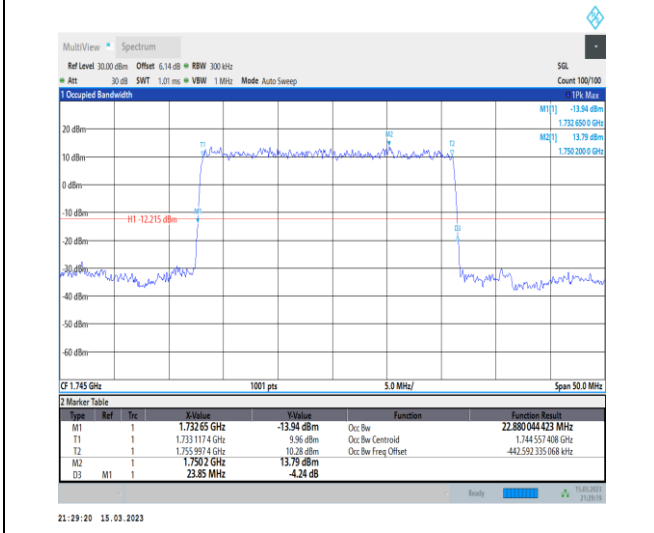 MultiView Spectrum
Ref Level 30.00 dBm Offset 6.14 dB RBW 300 kHz SGL
Att 30 dB SWT 1.01 ms VBW 1 MHz Mode Auto Sweep Count 100/100
1 Occupied Bandwidth 1Pk Max
M1[1] -13.94 dBm
1.732 650 0 GHz
M2[1] 13.79 dBm
1.750 200 0 GHz
20 dBm
M2
T1
T2
10 dBm
0 dBm
-10 dBm
M1
H1 -12.215 dBm
D3
-20 dBm
-30 dBm
-40 dBm
-50 dBm
-60 dBm
CF 1.745 GHz 1001 pts 5.0 MHz/ Span 50.0 MHz
2 Marker Table
Type Ref Trc X-Value Y-Value Function Function Result
M1 1 1.73265 GHz -13.94 dBm Occ Bw 22.880 044 423 MHz
T1 1 1.733 117 4 GHz 9.96 dBm Occ Bw Centroid 1.744 557 408 GHz
T2 1 1.755 997 4 GHz 10.28 dBm Occ Bw Freq Offset -442.592 335 068 kHz
M2 1 1.7502 GHz 13.79 dBm
D3 M1 1 23.85 MHz -4.24 dB
Ready 15.03.2023
21:29:19
21:29:20 15.03.2023